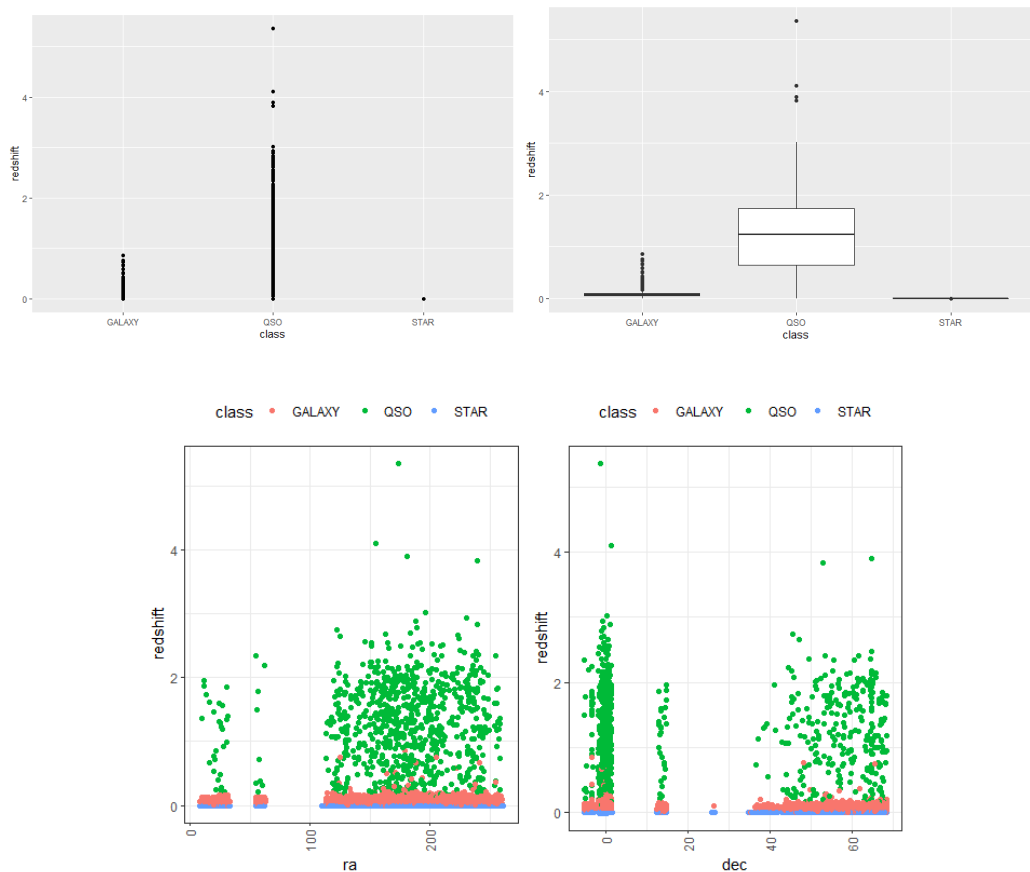 redshift
4
2
0
GALAXY
QSO
STAR
class
redshift
4
2
0
GALAXY
QSO
STAR
class
class GALAXY QSO STAR
redshift
4
2
0
0
100
200
ra
class GALAXY QSO STAR
redshift
4
2
0
0
20
40
60
dec